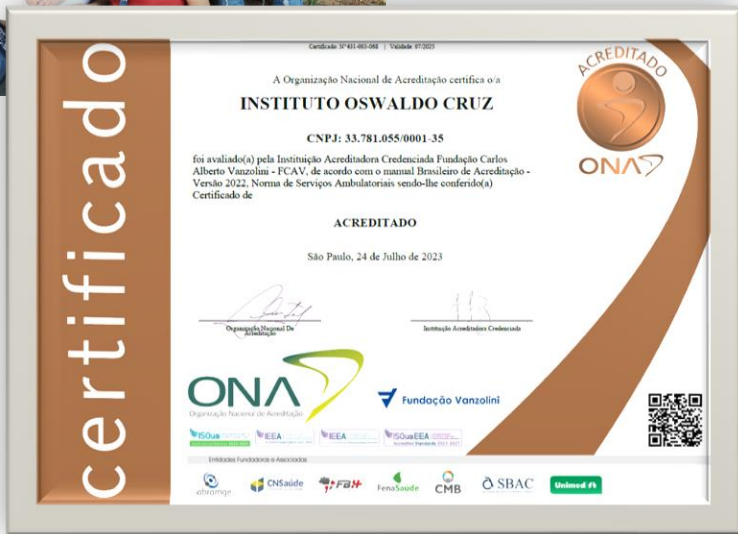 certificado
Certificado: Nº 431-003-068 | Validade: 07/2025
A Organização Nacional de Acreditação certifica o/a
INSTITUTO OSWALDO CRUZ
CNPJ: 33.781.055/0001-35
foi avaliado(a) pela Instituição Acreditadora Credenciada Fundação Carlos
Alberto Vanzolini - FCAV, de acordo com o manual Brasileiro de Acreditação -
Versão 2022, Norma de Serviços Ambulatoriais sendo-lhe conferido(a)
Certificado de
ACREDITADO
São Paulo, 24 de Julho de 2023
Organização Nacional De
Acreditação
Instituição Acreditadora Credenciada
ACREDITADO
ONA
ONA
Organização Nacional de Acreditação
Fundação Vanzolini
ISQua
IEEA
IEEA
ISQuaEEA
Entidades Fundadoras e Associadas
abramge
CNSaúde
FBH
FenaSaúde
CMB
SBAC
Unimed